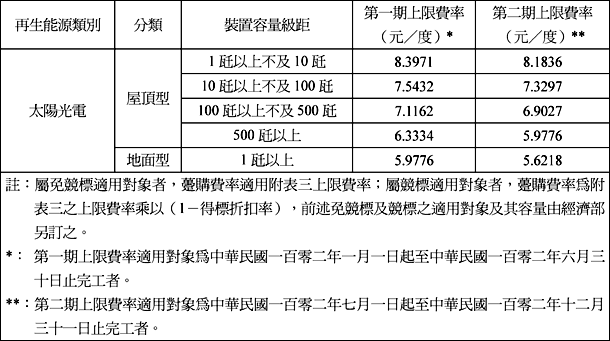 再生能源類別 分類 裝置容量級距 第一期上限費率（元／度）* 第二期上限費率（元／度）**
太陽光電 屋頂型 1 瓩以上不及 10 瓩 8.3971 8.1836
10 瓩以上不及 100 瓩 7.5432 7.3297
100 瓩以上不及 500 瓩 7.1162 6.9027
500 瓩以上 6.3334 5.9776
地面型 1 瓩以上 5.9776 5.6218
註：屬免競標適用對象者，躉購費率適用附表三上限費率；屬競標對象者，躉購費率爲附
表三之上限費率乘以（1－得標折扣率），前述免競標及競標之適用對象及其容量由經濟部
另訂之。
*： 第一期上限費率適用對象爲中華民國一百零二年一月一日起至中華民國一百零二年六月三
十日止完工者。
**：第二期上限費率適用對象爲中華民國一百零二年七月一日起至中華民國一百零二年十二月
三十一日止完工者。